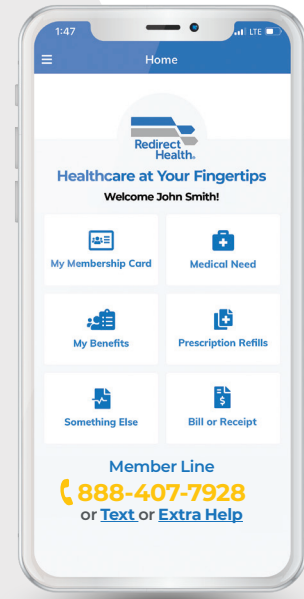 1:47
LTE
Home
Redirect
Health®
Healthcare at Your Fingertips
Welcome John Smith!
My Membership Card
Medical Need
My Benefits
Prescription Refills
Something Else
Bill or Receipt
Member Line
888-407-7928
or Text or Extra Help